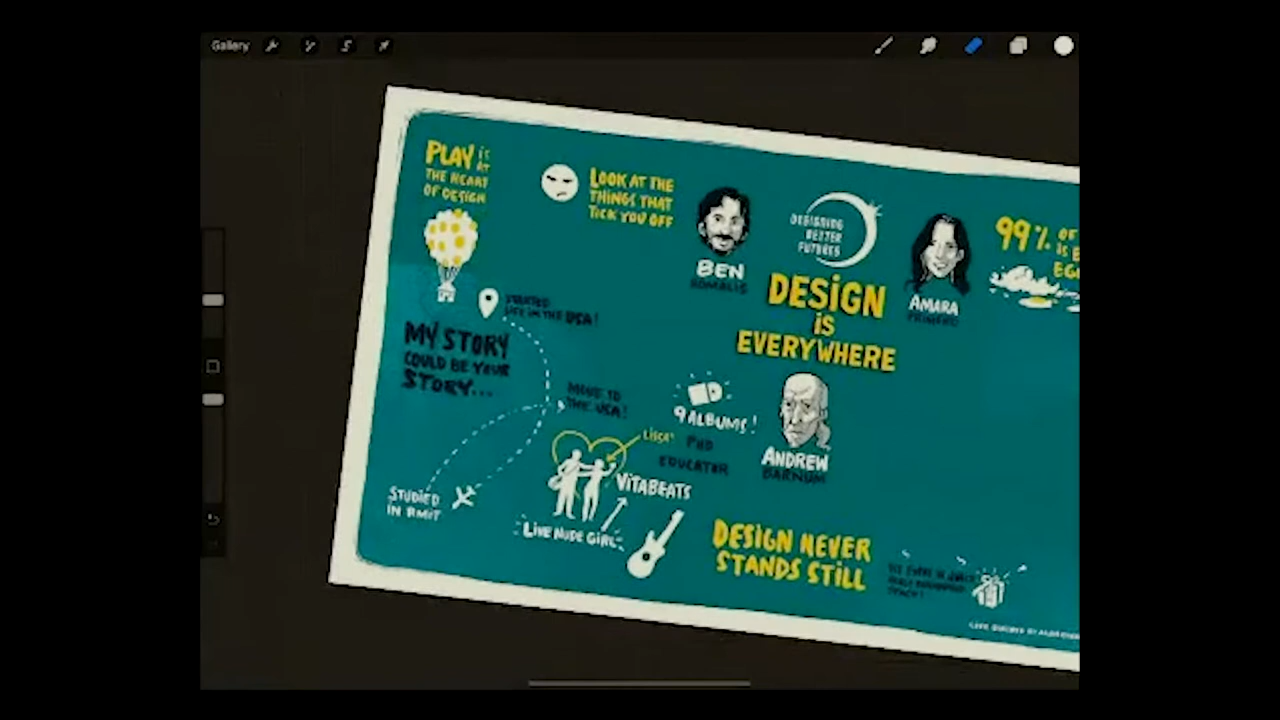 Gallery
PLAY is
AT
THE HEART
OF DESIGN
LOOK AT THE
THINGS THAT
TICK YOU OFF
BEN
DESIGNING
BETTER
FUTURES
AMARA
99%
DESIGN
iS
EVERYWHERE
MY STORY
COULD BE YOUR
STORY...
MOVE TO
THE USA!
9 ALBUMS!
PHD
EDUCATOR
ANDREW
BARNUM
VITABEATS
STUDIED
IN RMIT
LIVE NUDE GIRL
DESIGN NEVER
STANDS STiLL